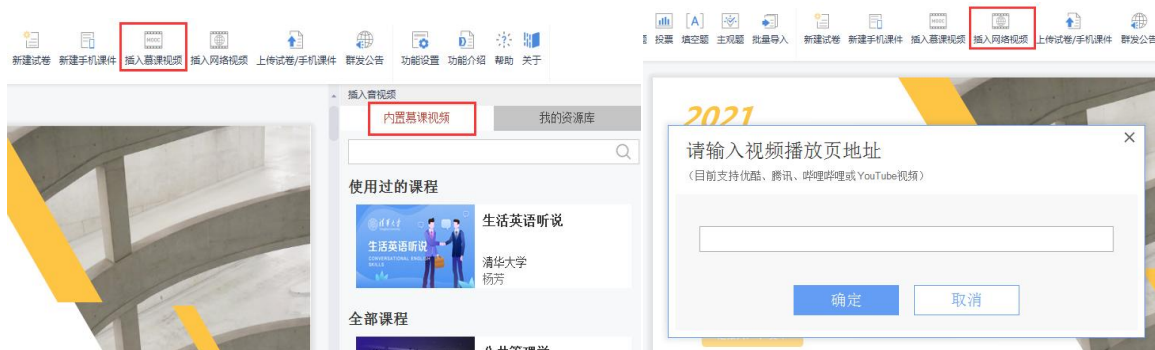 新建试卷 新建手机课件 插入慕课视频 插入网络视频 上传试卷/手机课件 群发公告 功能设置 功能介绍 帮助 关于
插入音视频
内置慕课视频 我的资源库
使用过的课程
生活英语听说
CONVERSATIONAL ENGLISH
SKILLS
生活英语听说
清华大学
杨芳
全部课程
投票 填空题 主观题 批量导入 新建试卷 新建手机课件 插入慕课视频 插入网络视频 上传试卷/手机课件 群发公告
2021
请输入视频播放页地址
(目前支持优酷、腾讯、哔哩哔哩或YouTube视频)
确定 取消